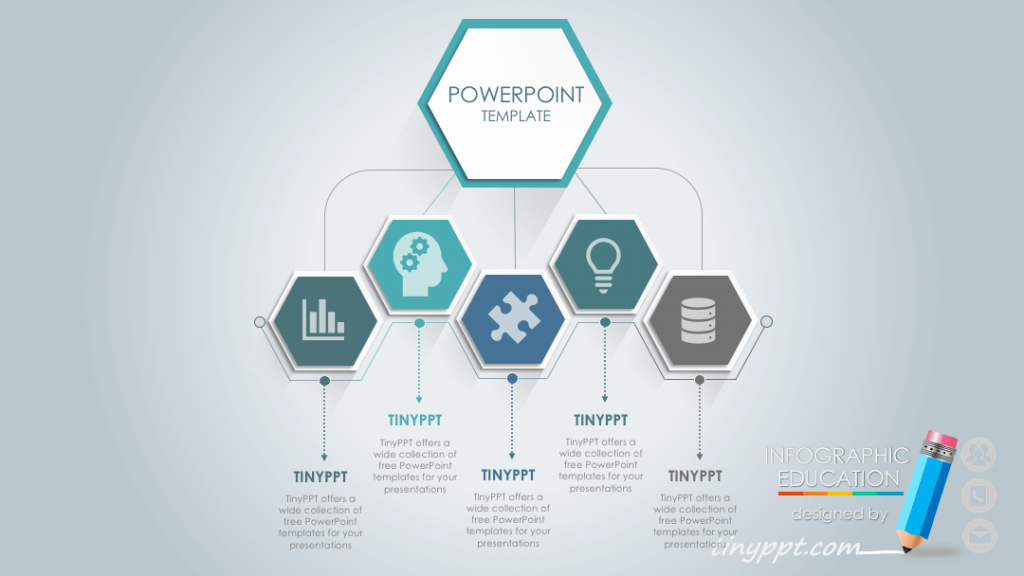 POWERPOINT
TEMPLATE
TINYPPT
TinyPPT offers a
wide collection of
free PowerPoint
templates for your
presentations
TINYPPT
TinyPPT offers a
wide collection of
free PowerPoint
templates for your
presentations
TINYPPT
TinyPPT offers a
wide collection of
free PowerPoint
templates for your
presentations
TINYPPT
TinyPPT offers a
wide collection of
free PowerPoint
templates for your
presentations
TINYPPT
TinyPPT offers a
wide collection of
free PowerPoint
templates for your
presentations
INFOGRAPHIC
EDUCATION
designed by
tinyppt.com